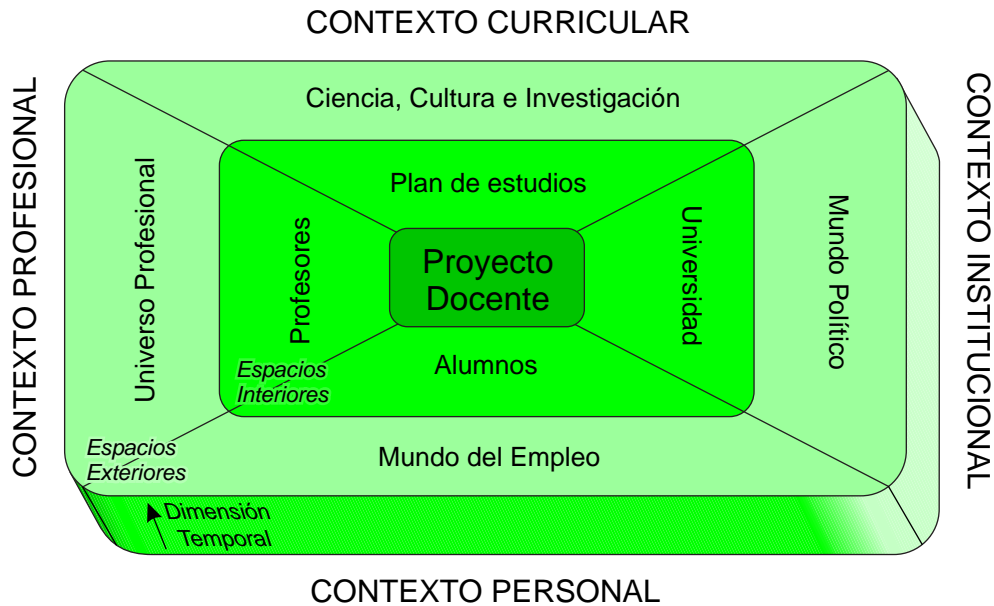 CONTEXTO CURRICULAR
CONTEXTO PROFESIONAL
CONTEXTO INSTITUCIONAL
Ciencia, Cultura e Investigación
Universo Profesional
Plan de estudios
Profesores
Universidad
Mundo Político
Proyecto
Docente
Alumnos
Espacios
Interiores
Espacios
Exteriores
Mundo del Empleo
Dimensión
Temporal
CONTEXTO PERSONAL